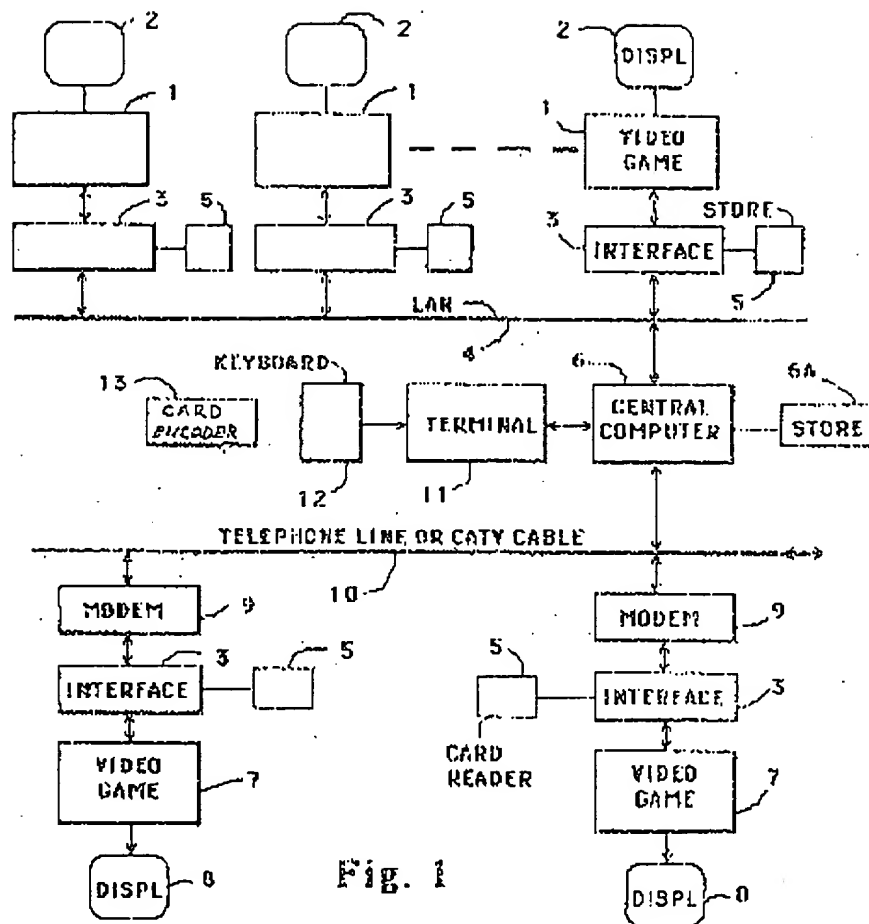 2 2 2 DISPL
1 1 1 VIDEO GAME
3 5 3 5 STORE
3 INTERFACE
5
LAN
4
13 KEYBOARD 6 6A
CARD ENCODER TERMINAL CENTRAL COMPUTER STORE
12 11
TELEPHONE LINE OR CATV CABLE
10
MODEM 9 MODEM 9
3 5 5
INTERFACE INTERFACE 3
CARD READER
VIDEO GAME 7 VIDEO GAME 7
DISPL 8 DISPL 8
Fig. 1